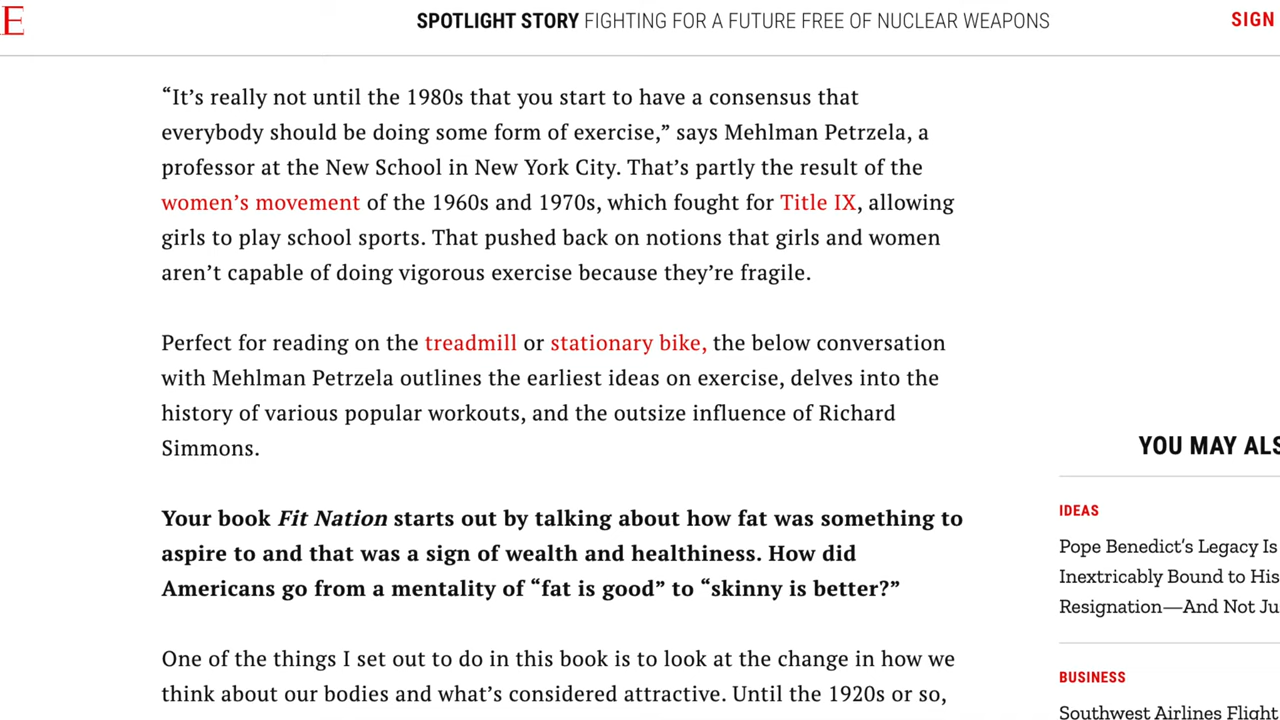 E
SPOTLIGHT STORY FIGHTING FOR A FUTURE FREE OF NUCLEAR WEAPONS
SIGN
“It’s really not until the 1980s that you start to have a consensus that
everybody should be doing some form of exercise,” says Mehlman Petrzela, a
professor at the New School in New York City. That’s partly the result of the
women’s movement of the 1960s and 1970s, which fought for Title IX, allowing
girls to play school sports. That pushed back on notions that girls and women
aren’t capable of doing vigorous exercise because they’re fragile.
Perfect for reading on the treadmill or stationary bike, the below conversation
with Mehlman Petrzela outlines the earliest ideas on exercise, delves into the
history of various popular workouts, and the outsize influence of Richard
Simmons.
Your book Fit Nation starts out by talking about how fat was something to
aspire to and that was a sign of wealth and healthiness. How did
Americans go from a mentality of “fat is good” to “skinny is better?”
One of the things I set out to do in this book is to look at the change in how we
think about our bodies and what’s considered attractive. Until the 1920s or so,
YOU MAY ALS
IDEAS
Pope Benedict’s Legacy Is
Inextricably Bound to His
Resignation—And Not Ju
BUSINESS
Southwest Airlines Flight